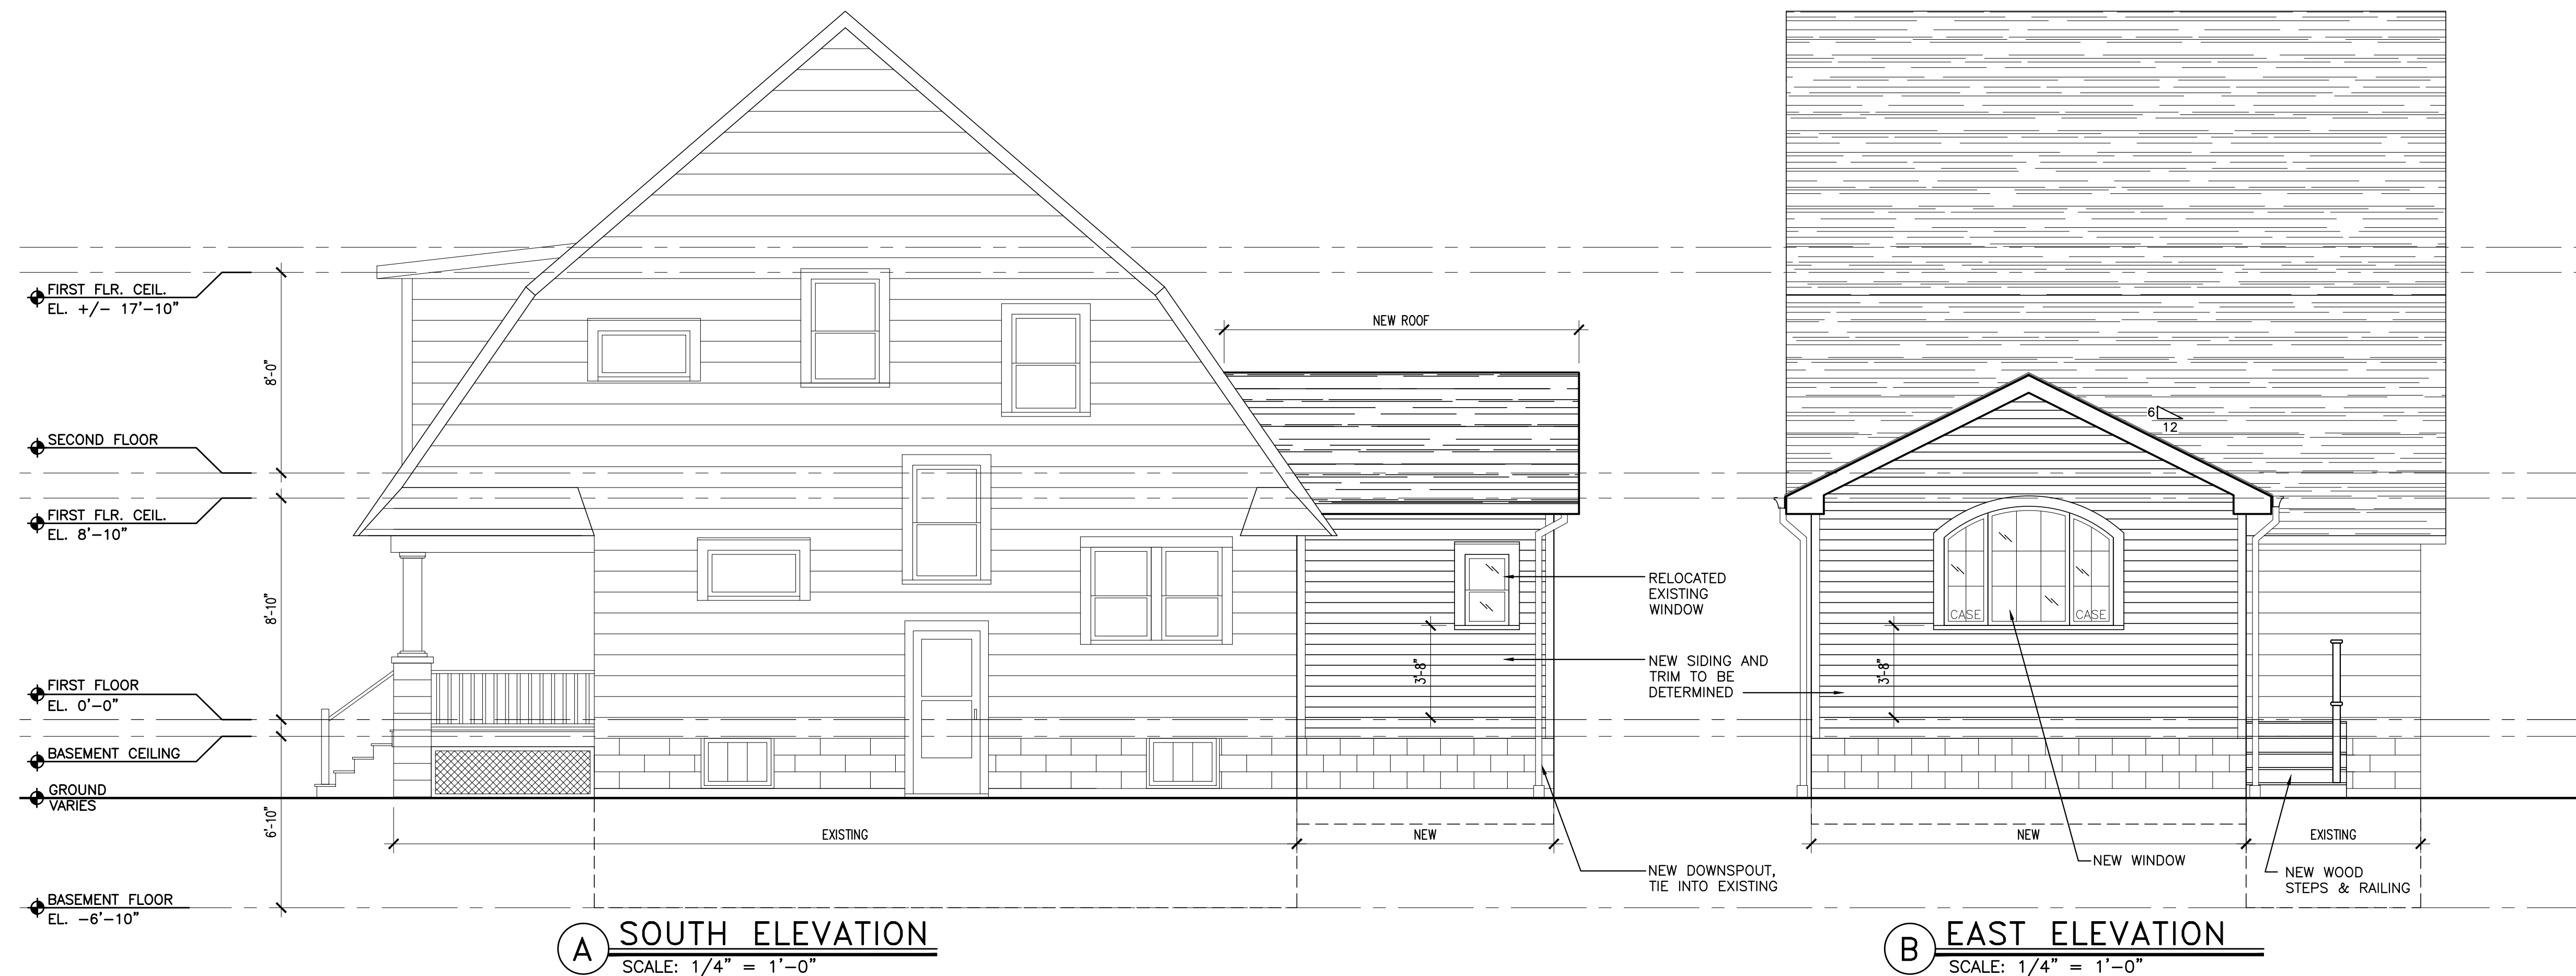 FIRST FLR. CEIL.
EL. +/- 17'-10"
8'-0"
SECOND FLOOR
FIRST FLR. CEIL.
EL. 8'-10"
8'-10"
FIRST FLOOR
EL. 0'-0"
BASEMENT CEILING
GROUND
VARIES
6'-10"
BASEMENT FLOOR
EL. -6'-10"
NEW ROOF
3'-8"
EXISTING
NEW
RELOCATED
EXISTING
WINDOW
NEW SIDING AND
TRIM TO BE
DETERMINED
NEW DOWNSPOUT,
TIE INTO EXISTING
A
SOUTH ELEVATION
SCALE: 1/4" = 1'-0"
6
12
CASE
CASE
3'-8"
NEW
EXISTING
NEW WINDOW
NEW WOOD
STEPS & RAILING
B
EAST ELEVATION
SCALE: 1/4" = 1'-0"